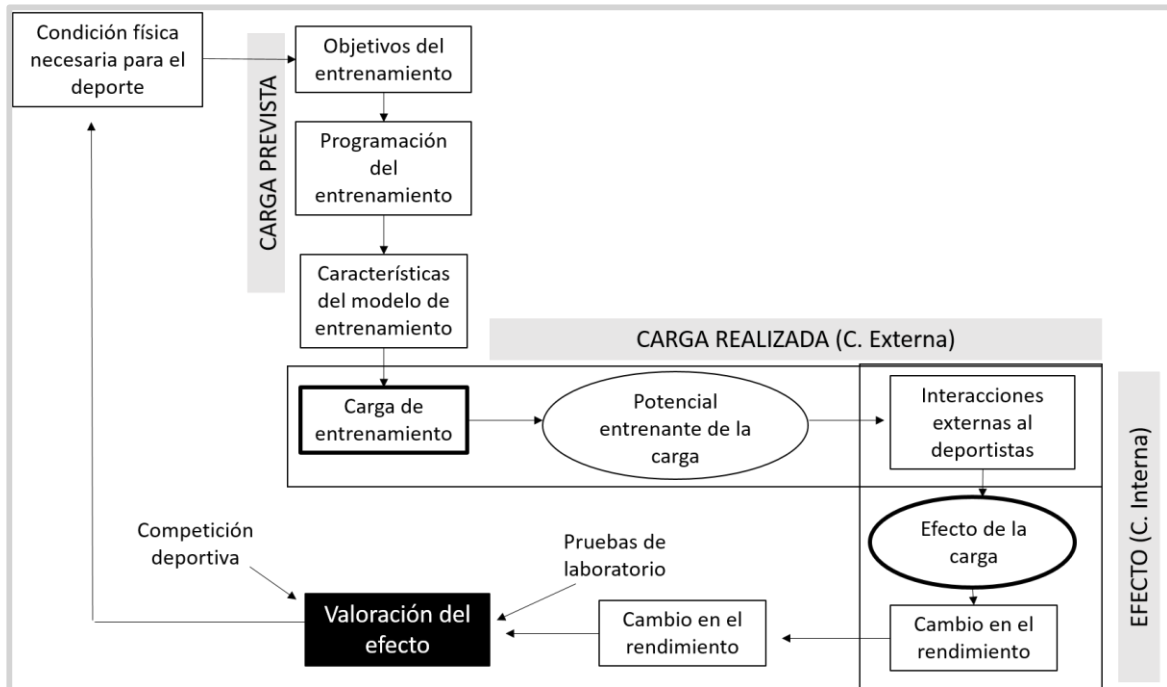 Condición física
necesaria para el
deporte
CARGA PREVISTA
Objetivos del
entrenamiento
Programación
del
entrenamiento
Característícas
del modelo de
entrenamiento
CARGA REALIZADA (C. Externa)
Carga de
entrenamiento
Potencial
entrenante de la
carga
Interacciones
externas al
deportistas
EFECTO (C. Interna)
Efecto de la
carga
Cambio en el
rendimiento
Cambio en el
rendimiento
Pruebas de
laboratorio
Competición
deportiva
Valoración del
efecto